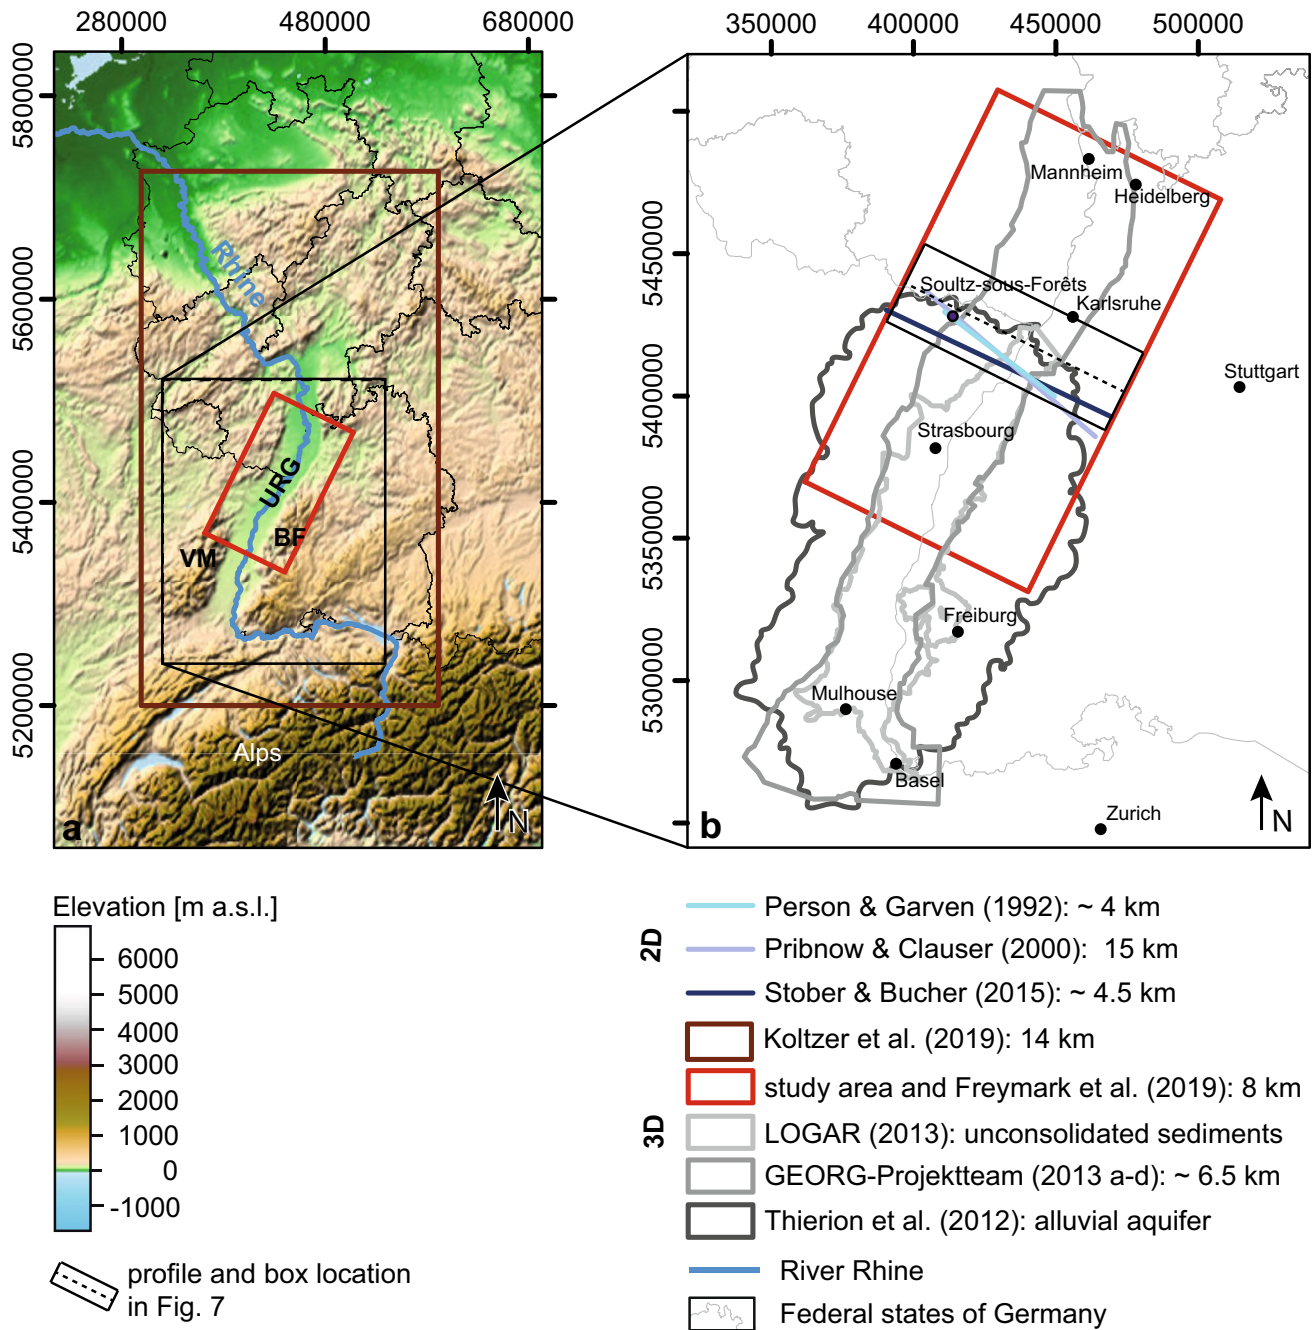 280000 480000 680000
3500000 4000000 4500000 5000000
5800000
5600000
5400000
5200000
5450000
5400000
5350000
5300000
Rhine
URG
BF
VM
Alps
a
N
Mannheim
Heidelberg
Soultz-sous-Forêts
Karlsruhe
Stuttgart
Strasbourg
Freiburg
Mulhouse
Basel
Zurich
b
N
Elevation [m a.s.l.]
6000
5000
4000
3000
2000
1000
0
-1000
profile and box location
in Fig. 7
2D
Person & Garven (1992): ~ 4 km
Pribnow & Clauser (2000): 15 km
Stober & Bucher (2015): ~ 4.5 km
3D
Koltzer et al. (2019): 14 km
study area and Freymark et al. (2019): 8 km
LOGAR (2013): unconsolidated sediments
GEORG-Projektteam (2013 a-d): ~ 6.5 km
Thierion et al. (2012): alluvial aquifer
River Rhine
Federal states of Germany